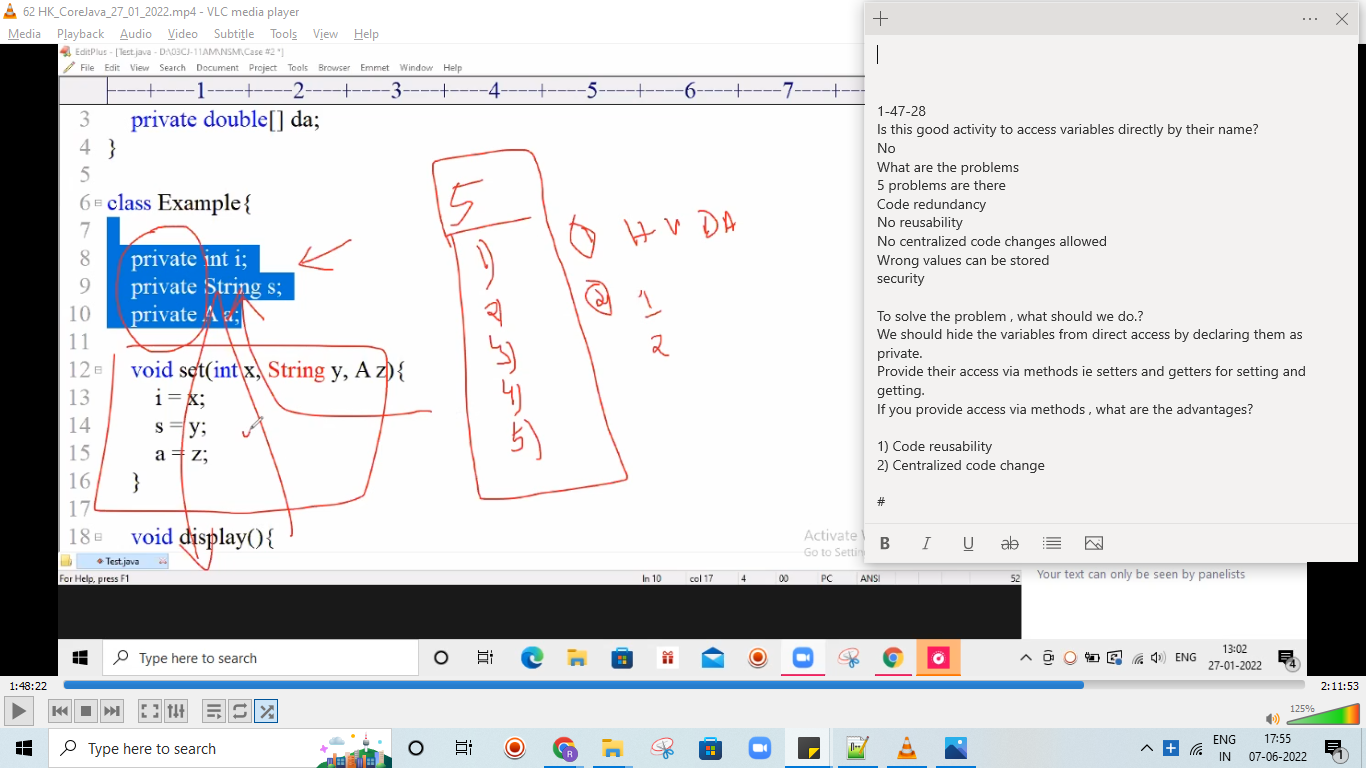 62 HK_CoreJava_27_01_2022.mp4 - VLC media player
Media Playback Audio Video Subtitle Tools View Help
EditPlus - [Test.java - D:\03CJ-11AM\NSM\Case #2 *]
File Edit View Search Document Project Tools Browser Emmet Window Help
----+----1----+----2----+----3----+----4----+----5----+----6----+----7----+--
3 private double[] da;
4 }
5
6 class Example{
7
8 private int i;
9 private String s;
10 private A a;
11
12 void set(int x, String y, A z){
13 i = x;
14 s = y;
15 a = z;
16 }
17
18 void display(){
5
1)
2)
3)
4)
5)
1 H V DA
2 1
2
Activate
Go to Settin
Test.java
For Help, press F1 ln 10 col 17 4 00 PC ANSI 52
1-47-28
Is this good activity to access variables directly by their name?
No
What are the problems
5 problems are there
Code redundancy
No reusability
No centralized code changes allowed
Wrong values can be stored
security
To solve the problem , what should we do.?
We should hide the variables from direct access by declaring them as
private.
Provide their access via methods ie setters and getters for setting and
getting.
If you provide access via methods , what are the advantages?
1) Code reusability
2) Centralized code change
#
B I U ab
Your text can only be seen by panelists
Type here to search
ENG
13:02
27-01-2022
4
1:48:22
2:11:53
125%
Type here to search
R
ENG
IN
17:55
07-06-2022
1